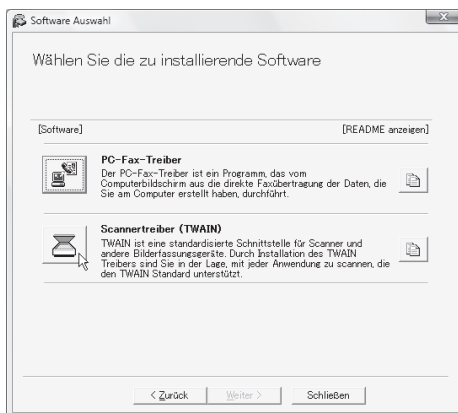 Software Auswahl
Wählen Sie die zu installierende Software
[Software] [README anzeigen]
PC-Fax-Treiber
Der PC-Fax-Treiber ist ein Programm, das vom
Computerbildschirm aus die direkte Faxübertragung der Daten, die
Sie am Computer erstellt haben, durchführt.
Scannertreiber (TWAIN)
TWAIN ist eine standardisierte Schnittstelle für Scanner und
andere Bilderfassungsgeräte. Durch Installation des TWAIN
Treibers sind Sie in der Lage, mit jeder Anwendung zu scannen, die
den TWAIN Standard unterstützt.
< Zurück Weiter > Schließen